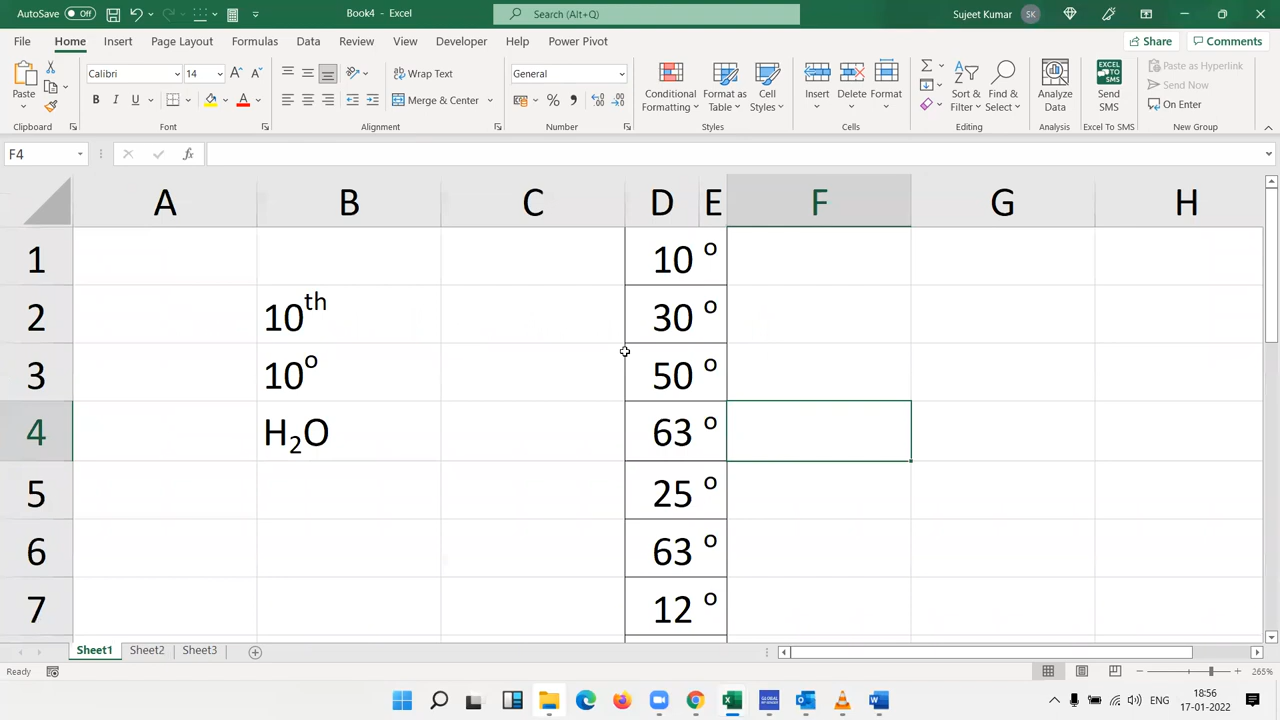 AutoSave Off Book4 - Excel Search (Alt+Q) Sujeet Kumar SK
File Home Insert Page Layout Formulas Data Review View Developer Help Power Pivot Share Comments
Paste Calibri 14 Wrap Text General Conditional Formatting Format as Table Cell Styles Insert Delete Format Sort & Filter Find & Select Analyze Data Send SMS Paste as Hyperlink
B I U Merge & Center Send Now
On Enter
Clipboard Font Alignment Number Styles Cells Editing Analysis Excel To SMS New Group
F4 fx
A B C D E F G H
1 10 º
2 10th 30 º
3 10º 50 º
4 H₂O 63 º
5 25 º
6 63 º
7 12 º
Sheet1 Sheet2 Sheet3
Ready 265%
ENG 18:56
17-01-2022